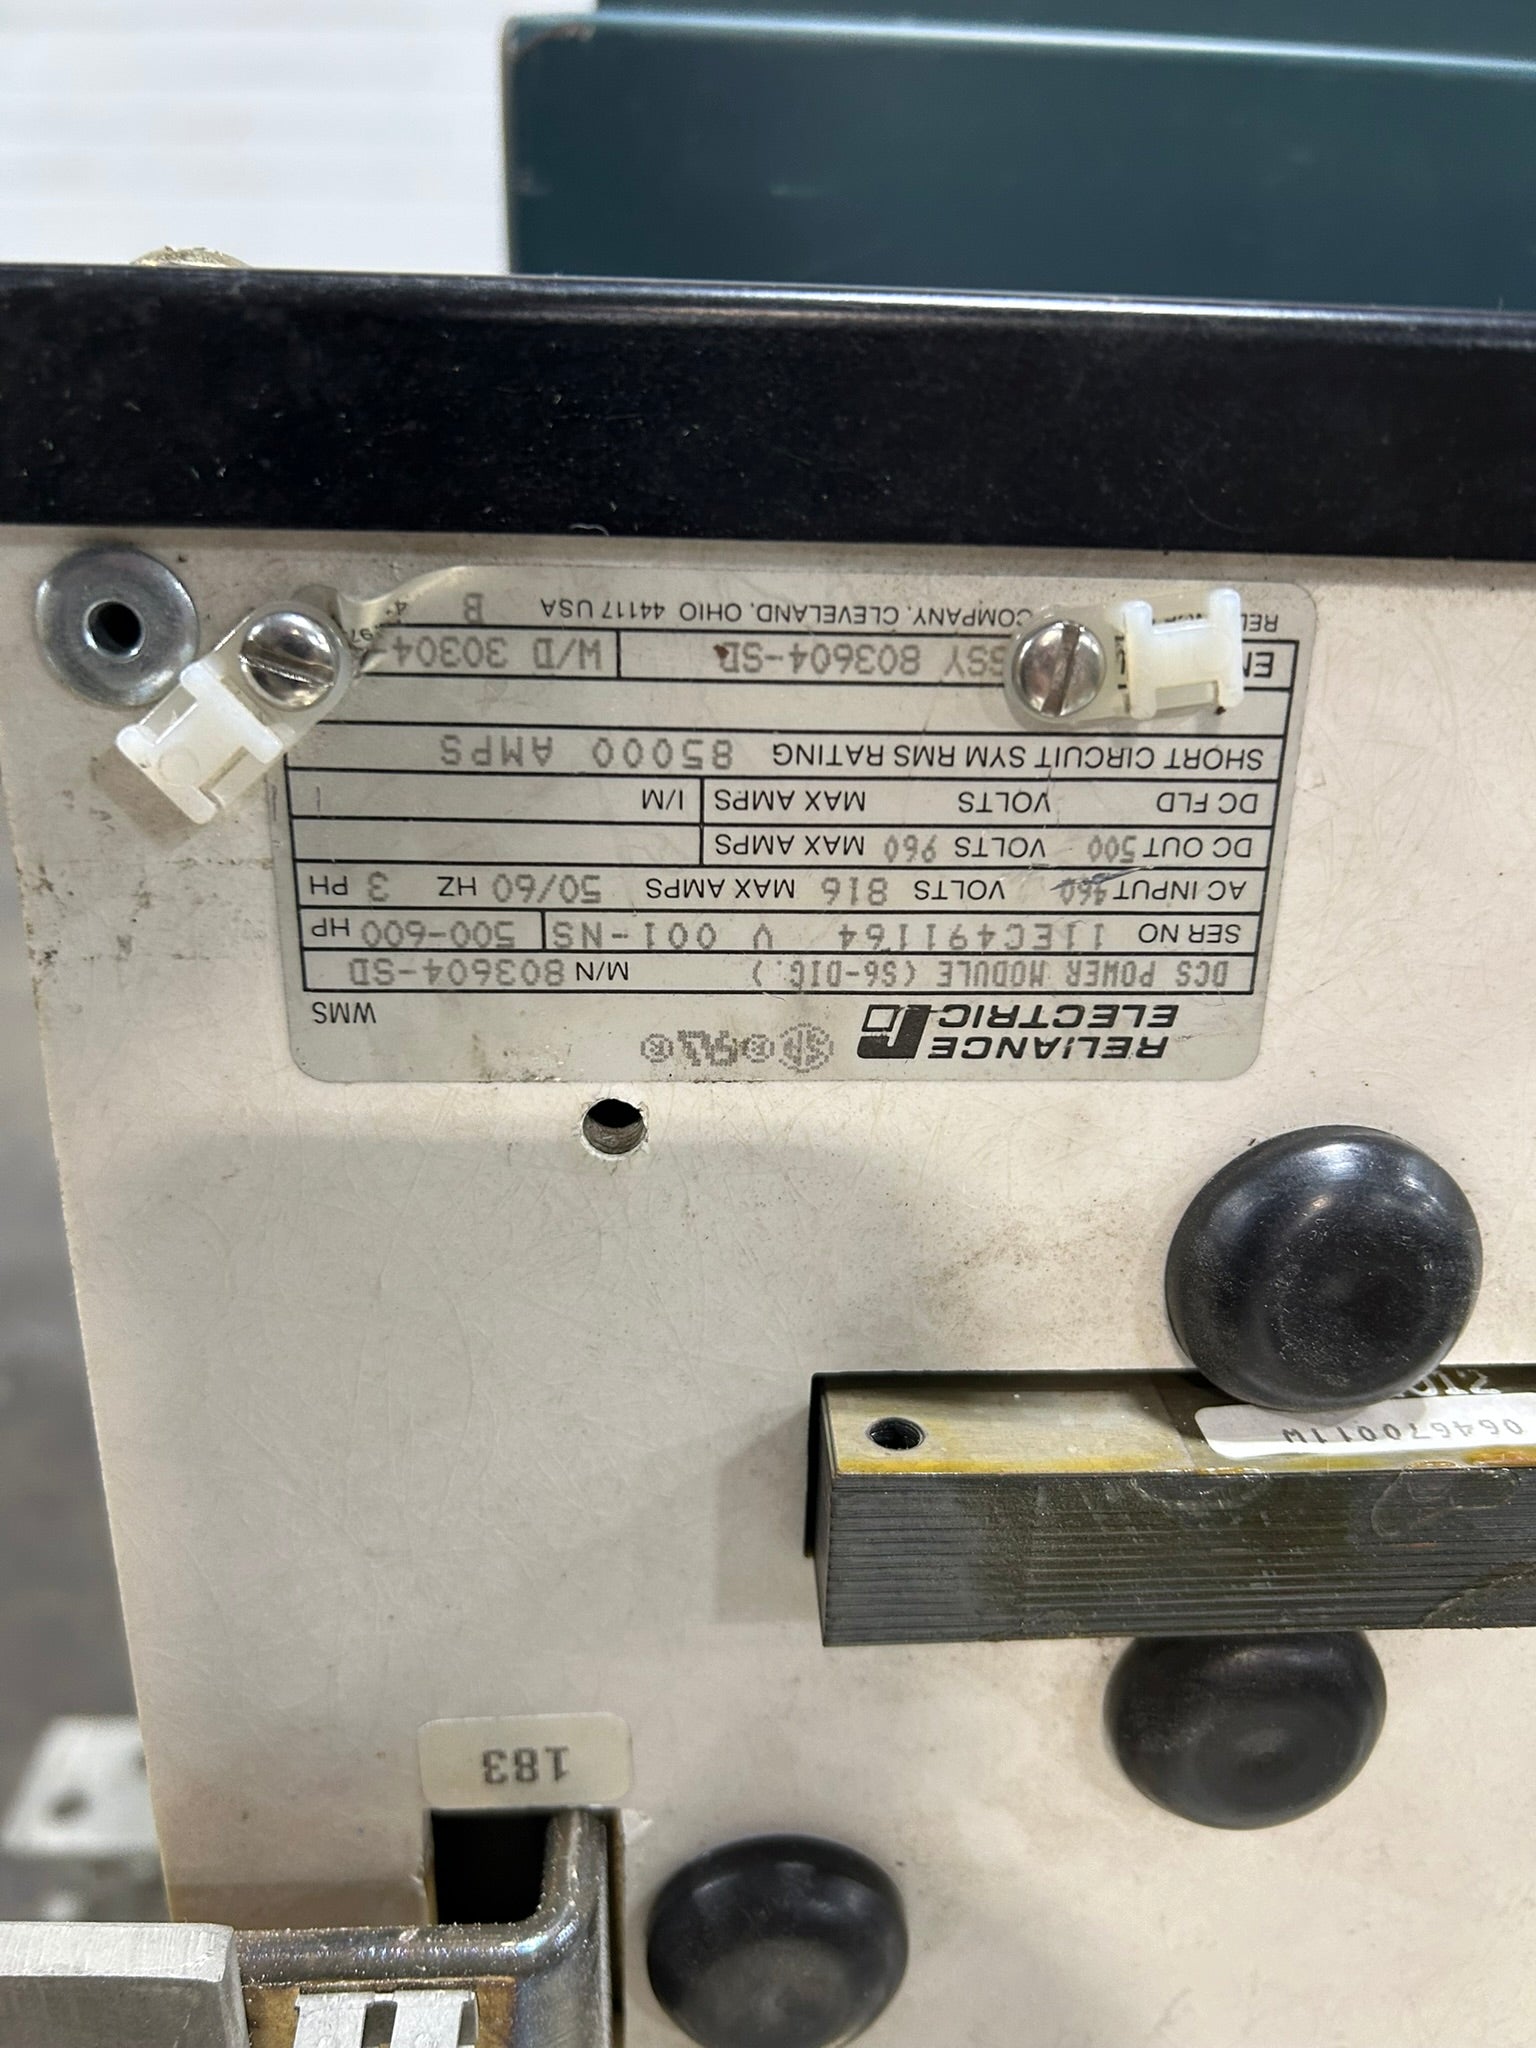 RELIANCE
ELECTRIC
WMS
DCS POWER MODULE (S6-DIG.) M/N 803604-SD
SER NO 11EC491164 V 001-NS 500-600 HP
AC INPUT 460 VOLTS 816 MAX AMPS 50/60 HZ 3 PH
DC OUT 500 VOLTS 960 MAX AMPS
DC FLD VOLTS MAX AMPS I/M
SHORT CIRCUIT SYM RMS RATING 85000 AMPS
803604-SD W/D 30304-
COMPANY, CLEVELAND, OHIO 44117 USA B
064670011W
183